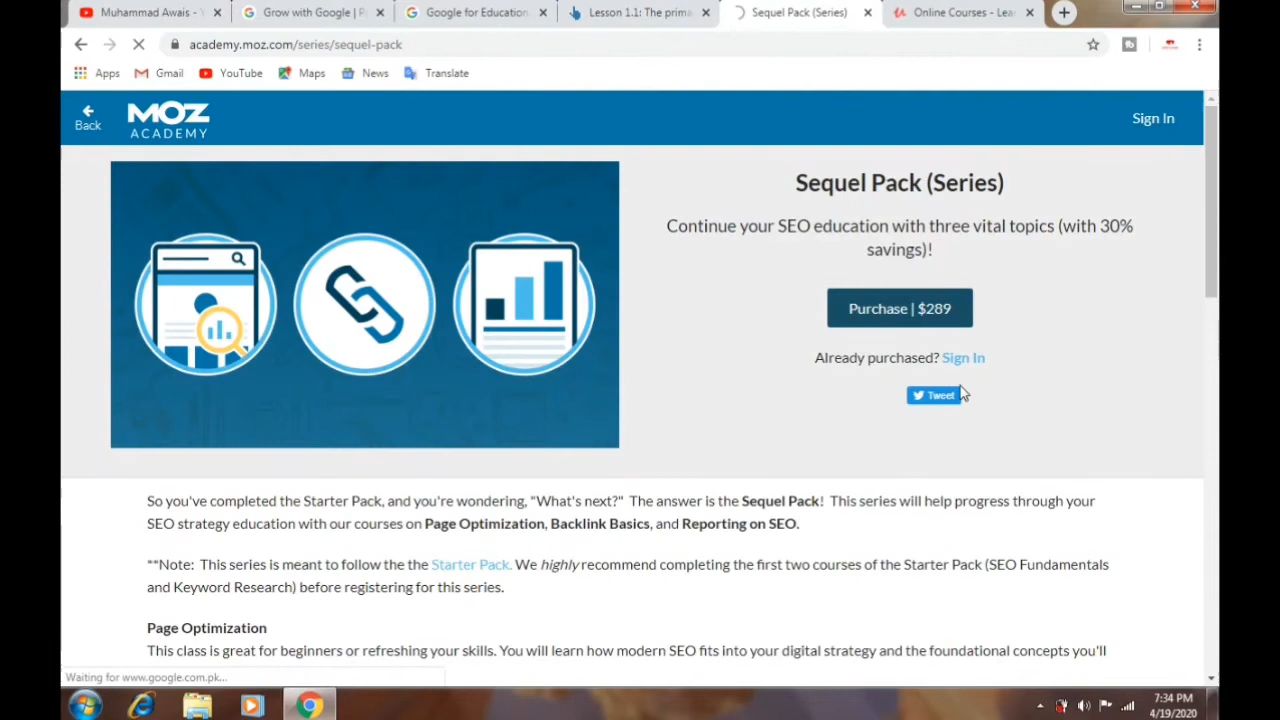 Muhammad Awais - Y
Grow with Google | P
Google for Education
Lesson 1.1: The prima
Sequel Pack (Series)
Online Courses - Lea
academy.moz.com/series/sequel-pack
Apps
Gmail
YouTube
Maps
News
Translate
Back
MOZ
ACADEMY
Sign In
Sequel Pack (Series)
Continue your SEO education with three vital topics (with 30%
savings)!
Purchase | $289
Already purchased? Sign In
Tweet
So you've completed the Starter Pack, and you're wondering, "What's next?" The answer is the Sequel Pack! This series will help progress through your
SEO strategy education with our courses on Page Optimization, Backlink Basics, and Reporting on SEO.
**Note: This series is meant to follow the the Starter Pack. We highly recommend completing the first two courses of the Starter Pack (SEO Fundamentals
and Keyword Research) before registering for this series.
Page Optimization
This class is great for beginners or refreshing your skills. You will learn how modern SEO fits into your digital strategy and the foundational concepts you'll
Waiting for www.google.com.pk...
7:34 PM
4/19/2020